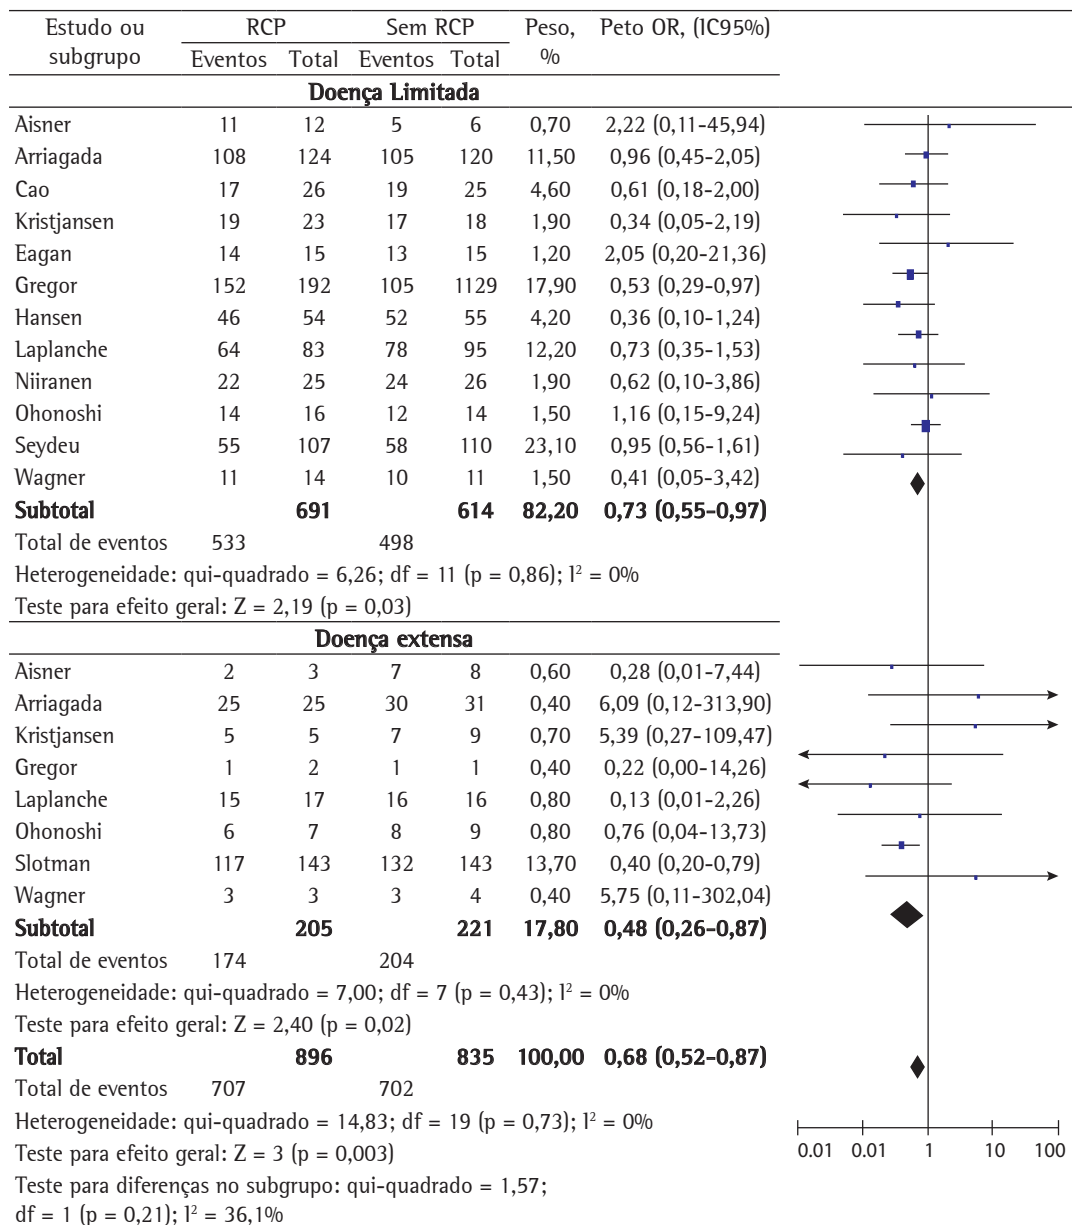 Estudo ou subgrupo RCP Sem RCP Peso, % Peto OR, (IC95%)
Eventos Total Eventos Total
Doença Limitada
Aisner 11 12 5 6 0,70 2,22 (0,11-45,94)
Arriagada 108 124 105 120 11,50 0,96 (0,45-2,05)
Cao 17 26 19 25 4,60 0,61 (0,18-2,00)
Kristjansen 19 23 17 18 1,90 0,34 (0,05-2,19)
Eagan 14 15 13 15 1,20 2,05 (0,20-21,36)
Gregor 152 192 105 1129 17,90 0,53 (0,29-0,97)
Hansen 46 54 52 55 4,20 0,36 (0,10-1,24)
Laplanche 64 83 78 95 12,20 0,73 (0,35-1,53)
Niiranen 22 25 24 26 1,90 0,62 (0,10-3,86)
Ohonoshi 14 16 12 14 1,50 1,16 (0,15-9,24)
Seydeu 55 107 58 110 23,10 0,95 (0,56-1,61)
Wagner 11 14 10 11 1,50 0,41 (0,05-3,42)
Subtotal 691 614 82,20 0,73 (0,55-0,97)
Total de eventos 533 498
Heterogeneidade: qui-quadrado = 6,26; df = 11 (p = 0,86); I² = 0%
Teste para efeito geral: Z = 2,19 (p = 0,03)
Doença extensa
Aisner 2 3 7 8 0,60 0,28 (0,01-7,44)
Arriagada 25 25 30 31 0,40 6,09 (0,12-313,90)
Kristjansen 5 5 7 9 0,70 5,39 (0,27-109,47)
Gregor 1 2 1 1 0,40 0,22 (0,00-14,26)
Laplanche 15 17 16 16 0,80 0,13 (0,01-2,26)
Ohonoshi 6 7 8 9 0,80 0,76 (0,04-13,73)
Slotman 117 143 132 143 13,70 0,40 (0,20-0,79)
Wagner 3 3 3 4 0,40 5,75 (0,11-302,04)
Subtotal 205 221 17,80 0,48 (0,26-0,87)
Total de eventos 174 204
Heterogeneidade: qui-quadrado = 7,00; df = 7 (p = 0,43); I² = 0%
Teste para efeito geral: Z = 2,40 (p = 0,02)
Total 896 835 100,00 0,68 (0,52-0,87)
Total de eventos 707 702
Heterogeneidade: qui-quadrado = 14,83; df = 19 (p = 0,73); I² = 0%
Teste para efeito geral: Z = 3 (p = 0,003)
Teste para diferenças no subgrupo: qui-quadrado = 1,57;
df = 1 (p = 0,21); I² = 36,1%
0.01 0.01 1 10 100